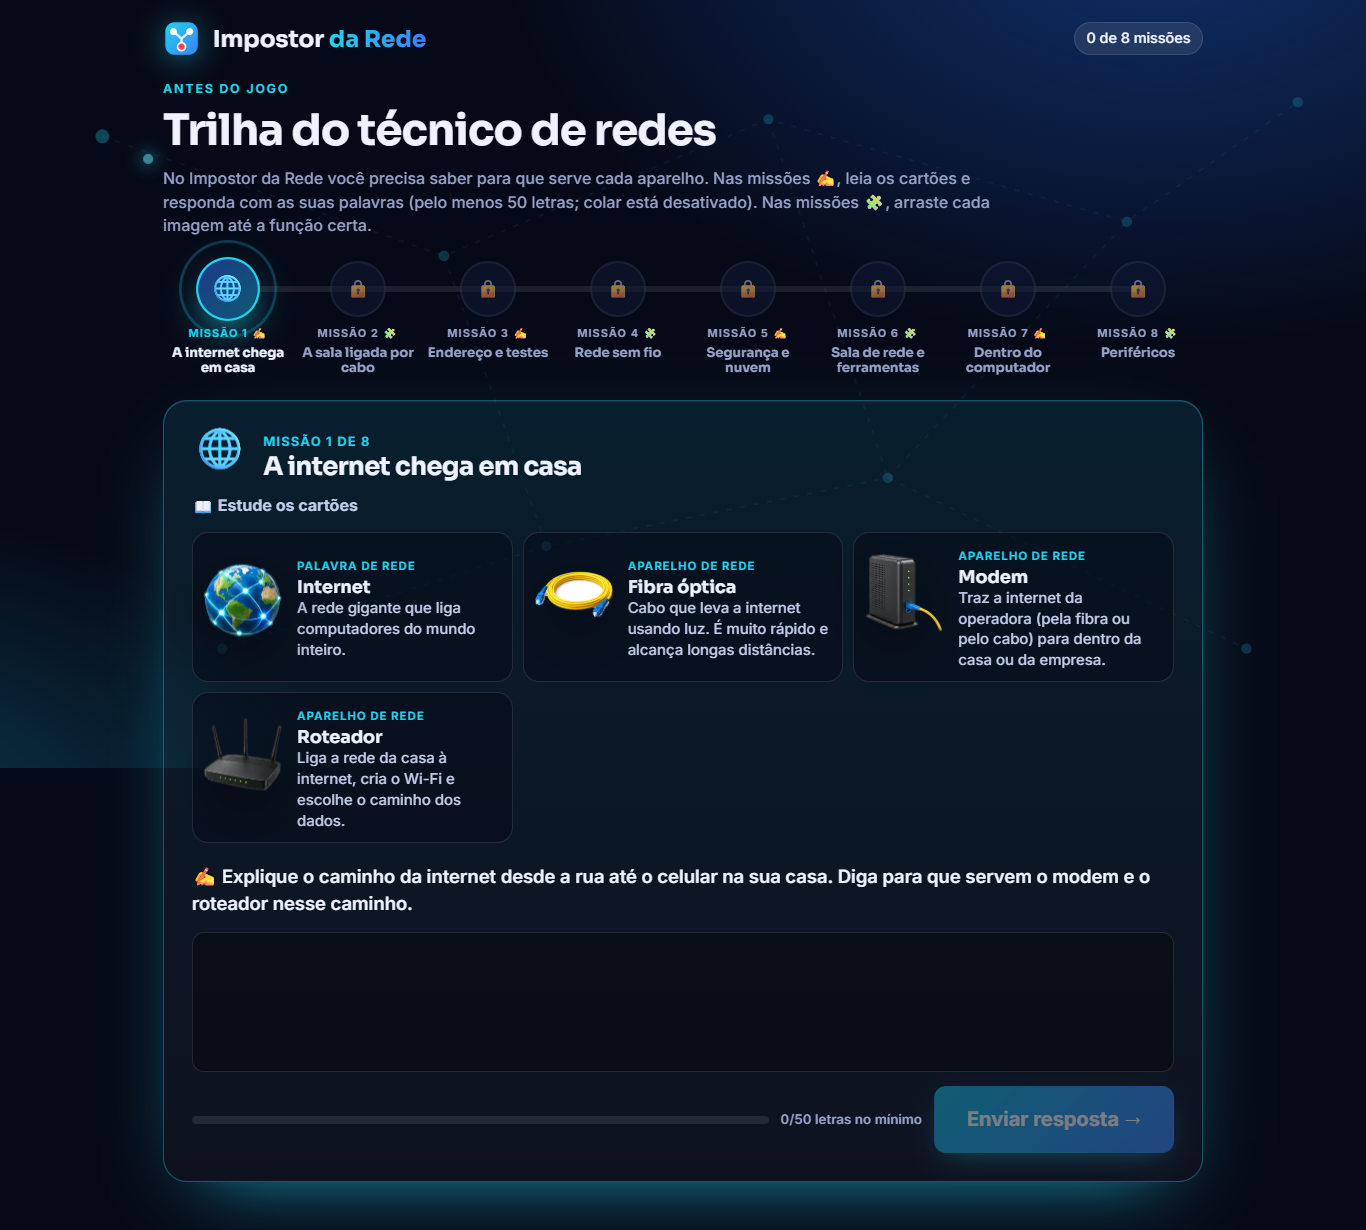 Impostor da Rede
0 de 8 missões
ANTES DO JOGO
Trilha do técnico de redes
No Impostor da Rede você precisa saber para que serve cada aparelho. Nas missões ✍️, leia os cartões e
responda com as suas palavras (pelo menos 50 letras; colar está desativado). Nas missões 🧩, arraste cada
imagem até a função certa.
MISSÃO 1 ✍️
A internet chega
em casa
MISSÃO 2 🧩
A sala ligada por
cabo
MISSÃO 3 ✍️
Endereço e testes
MISSÃO 4 🧩
Rede sem fio
MISSÃO 5 ✍️
Segurança e
nuvem
MISSÃO 6 🧩
Sala de rede e
ferramentas
MISSÃO 7 ✍️
Dentro do
computador
MISSÃO 8 🧩
Periféricos
MISSÃO 1 DE 8
A internet chega em casa
📖 Estude os cartões
PALAVRA DE REDE
Internet
A rede gigante que liga
computadores do mundo
inteiro.
APARELHO DE REDE
Fibra óptica
Cabo que leva a internet
usando luz. É muito rápido e
alcança longas distâncias.
APARELHO DE REDE
Modem
Traz a internet da
operadora (pela fibra ou
pelo cabo) para dentro da
casa ou da empresa.
APARELHO DE REDE
Roteador
Liga a rede da casa à
internet, cria o Wi-Fi e
escolhe o caminho dos
dados.
✍️ Explique o caminho da internet desde a rua até o celular na sua casa. Diga para que servem o modem e o
roteador nesse caminho.
0/50 letras no mínimo
Enviar resposta →